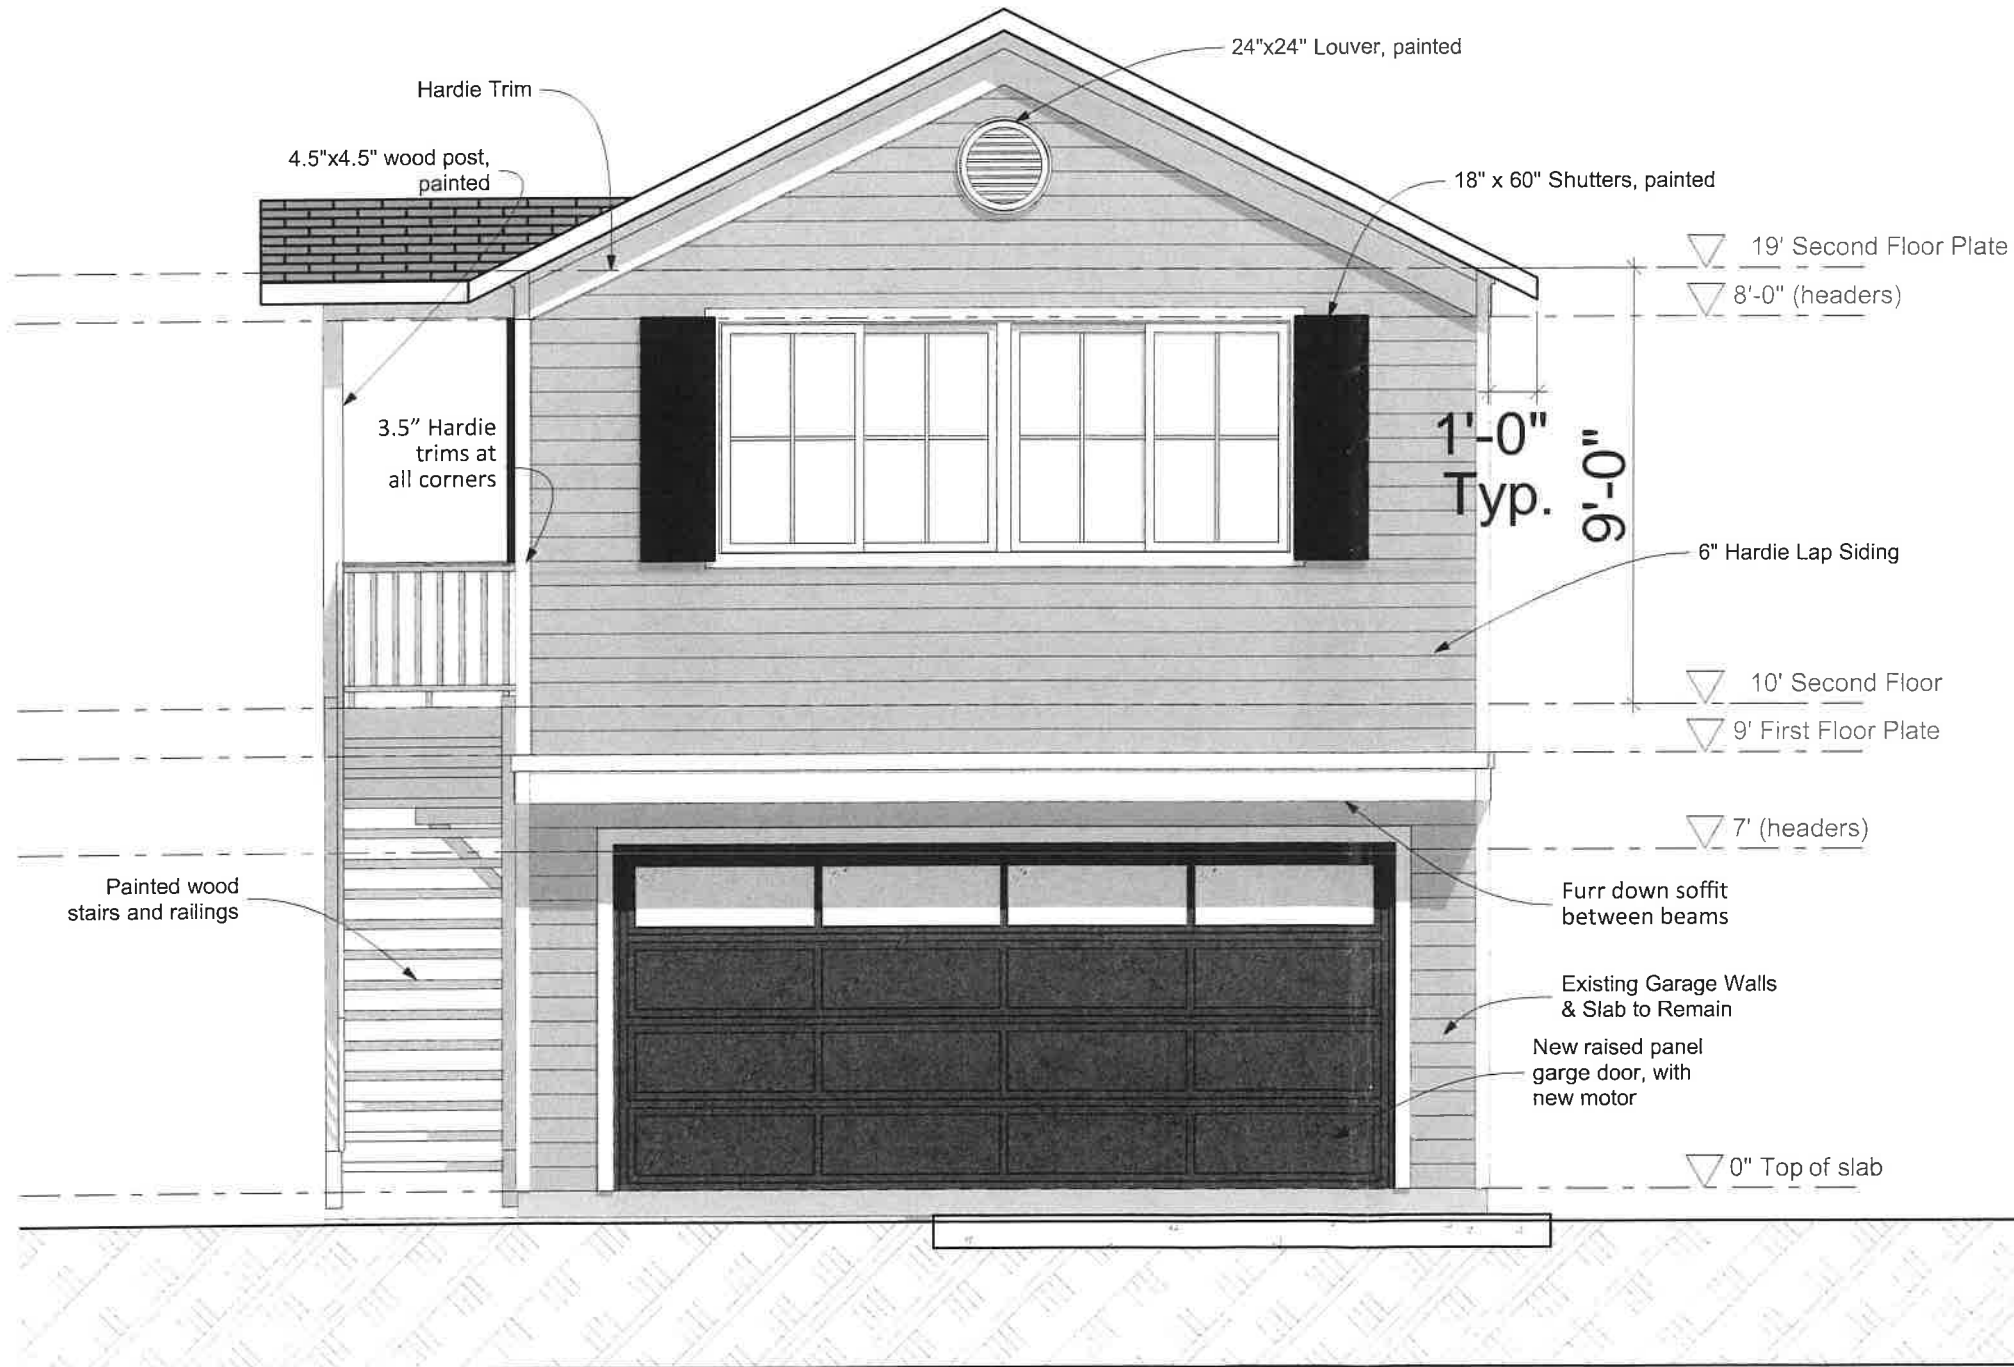 24"x24" Louver, painted
Hardie Trim
4.5"x4.5" wood post,
painted
18" x 60" Shutters, painted
19' Second Floor Plate
8'-0" (headers)
3.5" Hardie
trims at
all corners
1'-0"
Typ.
9'-0"
6" Hardie Lap Siding
10' Second Floor
9' First Floor Plate
7' (headers)
Painted wood
stairs and railings
Furr down soffit
between beams
Existing Garage Walls
& Slab to Remain
New raised panel
garge door, with
new motor
0" Top of slab